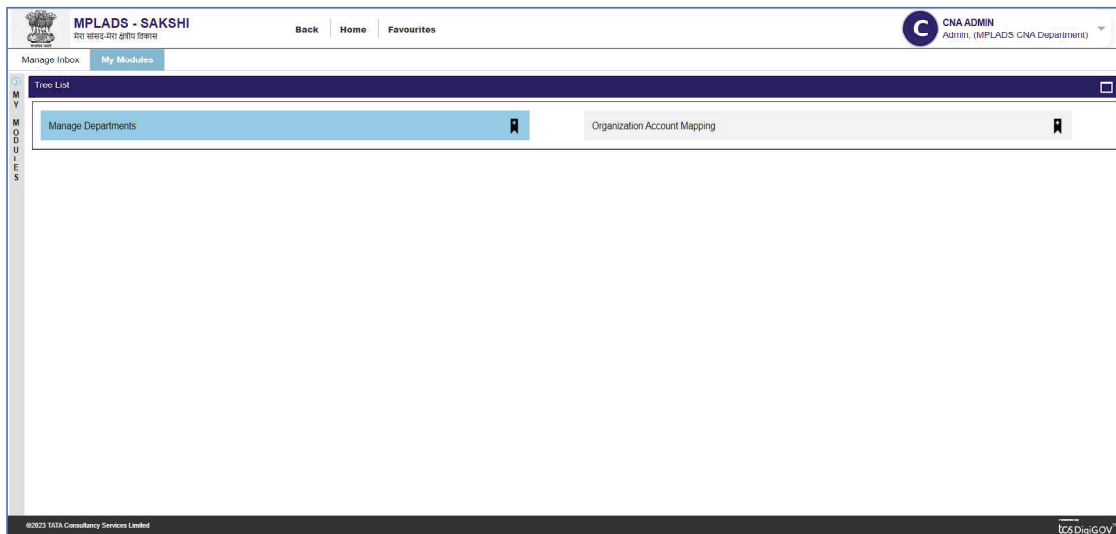 MPLADS - SAKSHI
मेरा सांसद-मेरा क्षेत्रीय विकास
Back Home Favourites
C
CNA ADMIN
Admin, (MPLADS CNA Department)
Manage Inbox My Modules
MY MODULES
Tree List
Manage Departments Organization Account Mapping
©2023 TATA Consultancy Services Limited
tcs DigiGOV